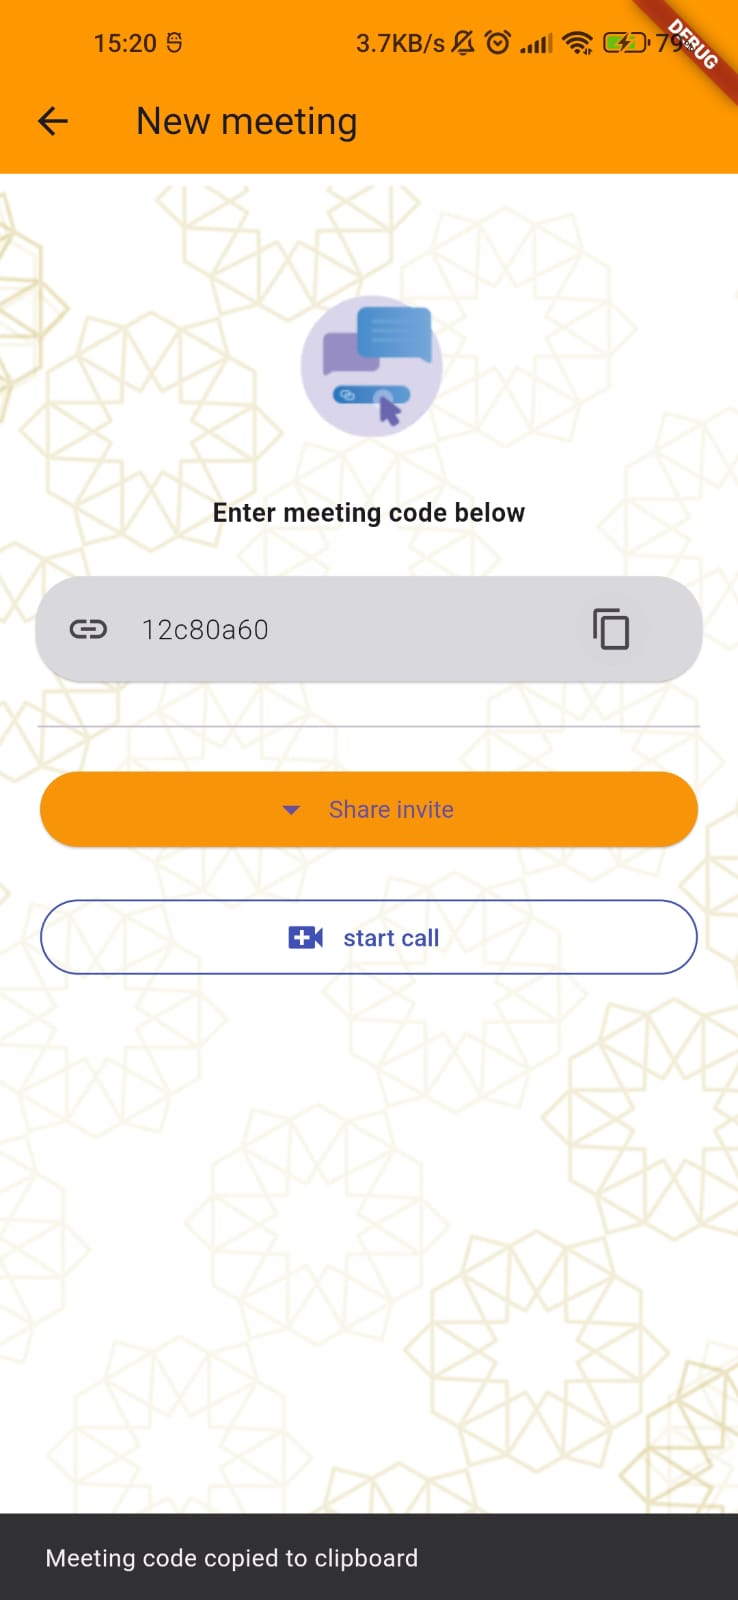 15:20 3.7KB/s 79
DEBUG
New meeting
Enter meeting code below
12c80a60
Share invite
start call
Meeting code copied to clipboard